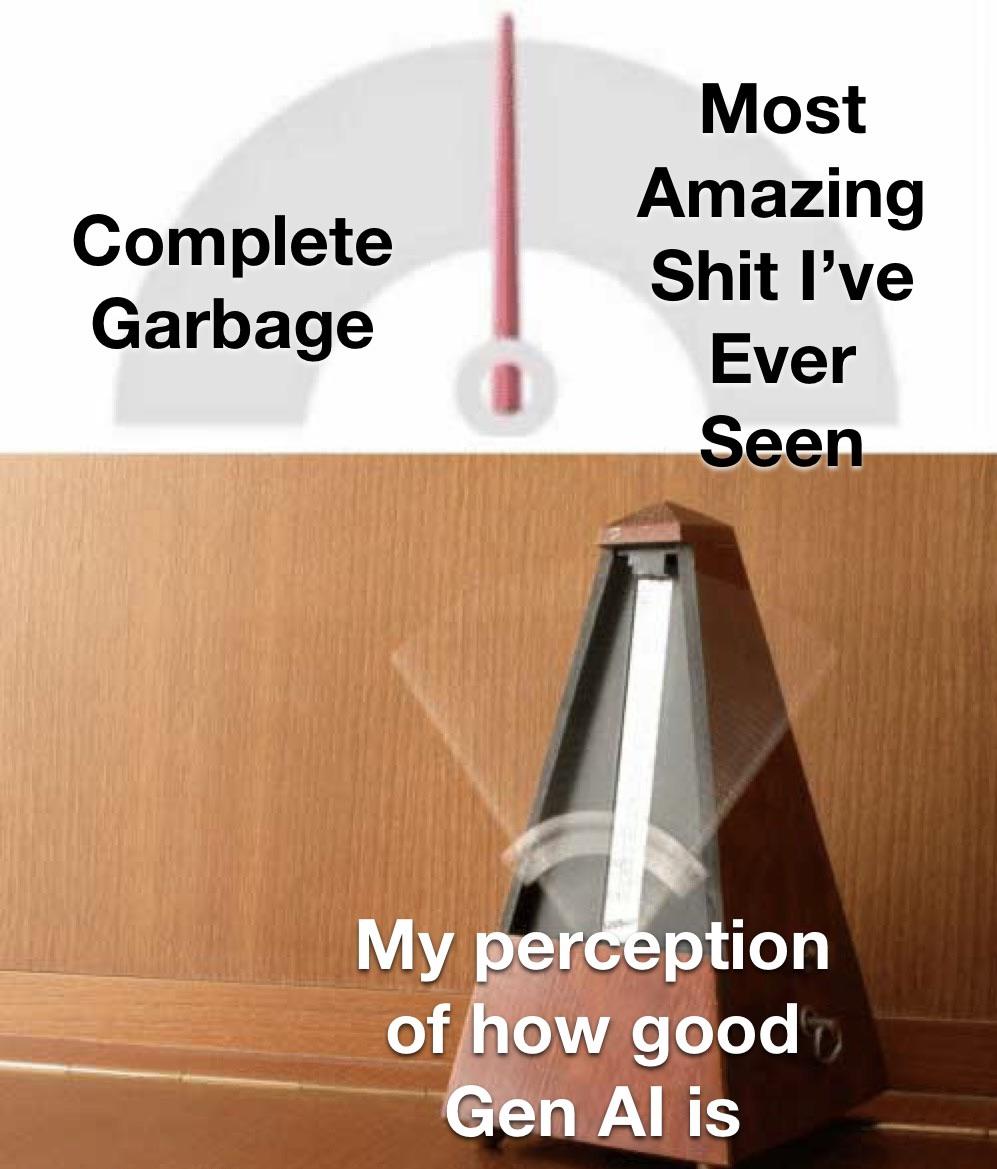 Complete
Garbage
Most
Amazing
Shit I’ve
Ever
Seen
My perception
of how good
Gen AI is